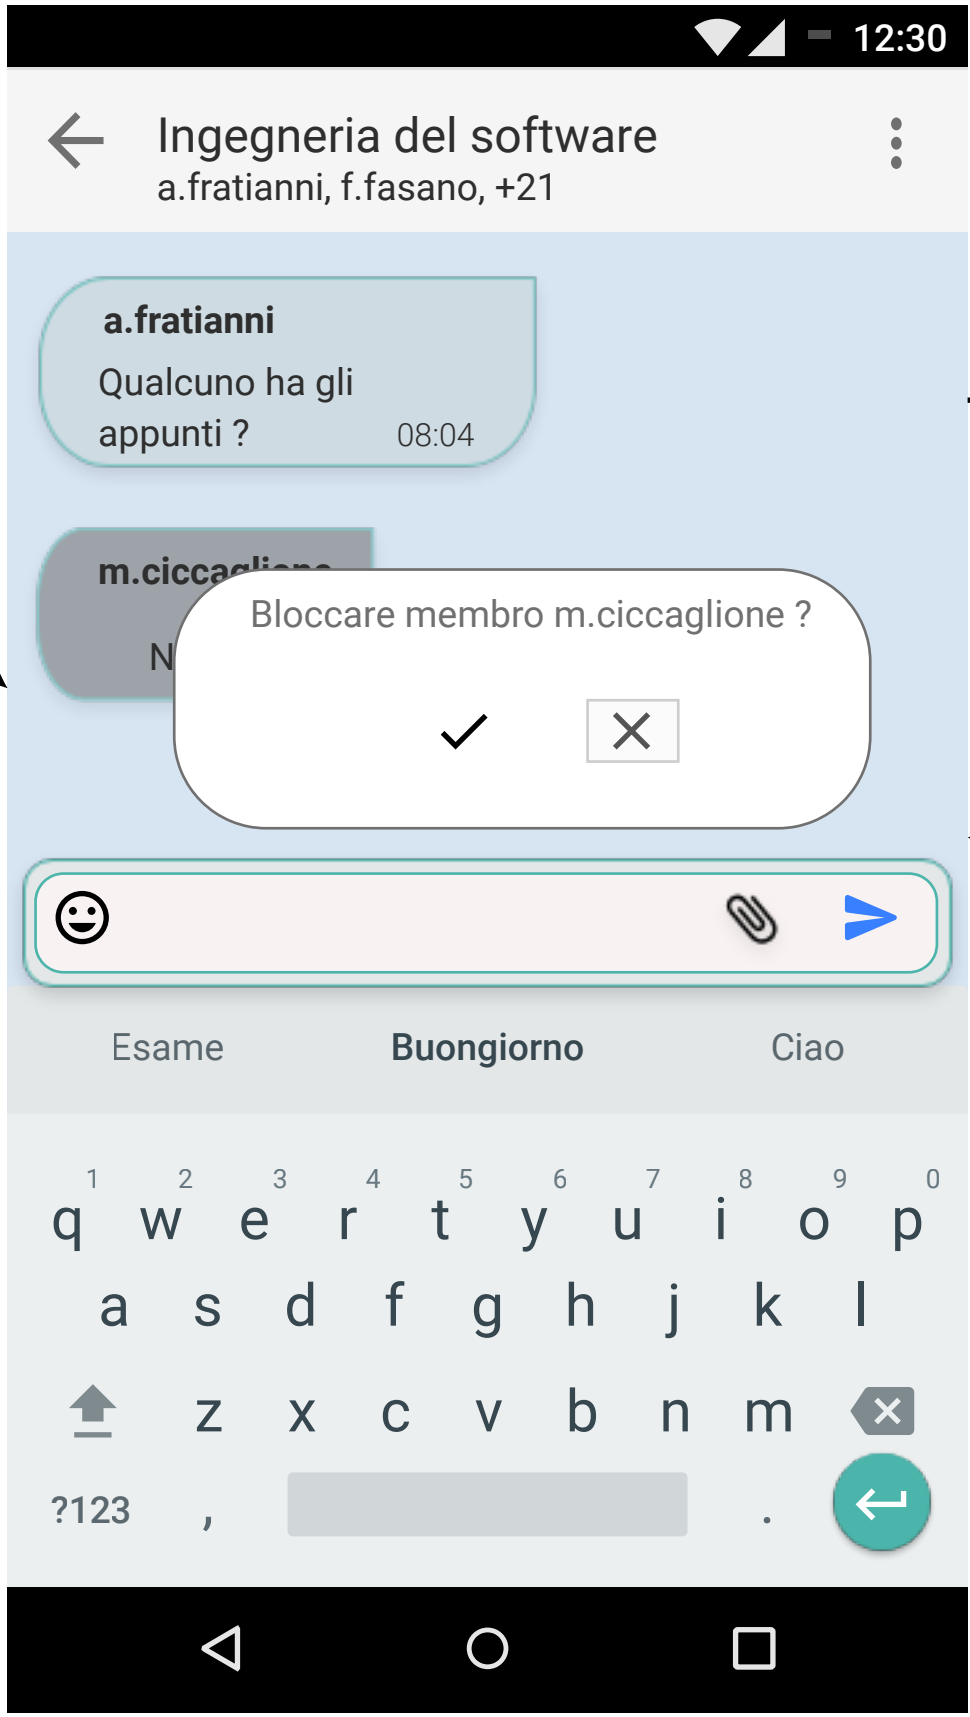 12:30
Ingegneria del software
a.fratianni, f.fasano, +21
a.fratianni
Qualcuno ha gli
appunti ?
08:04
Bloccare membro m.ciccaglione ?
Esame Buongiorno Ciao
1 2 3 4 5 6 7 8 9 0
q w e r t y u i o p
a s d f g h j k l
z x c v b n m
?123 , .